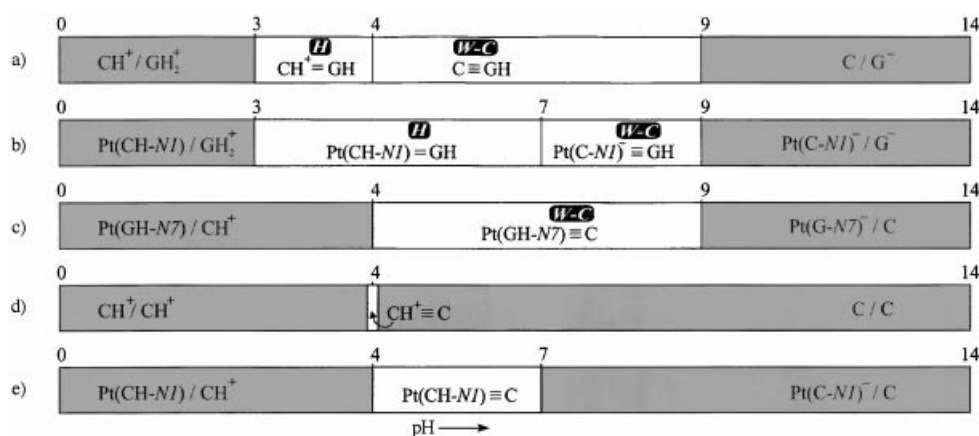 0 3 4 9 14
a) CH⁺ / GH₂⁺ H CH⁺ = GH W-C C ≡ GH C / G⁻
0 3 7 9 14
b) Pt(CH-N1) / GH₂⁺ H Pt(CH-N1) = GH W-C Pt(C-N1)⁻ ≡ GH Pt(C-N1)⁻ / G⁻
0 4 9 14
c) Pt(GH-N7) / CH⁺ W-C Pt(GH-N7) ≡ C Pt(G-N7)⁻ / C
0 4 14
d) CH⁺/ CH⁺ CH⁺ ≡ C C / C
0 4 7 14
e) Pt(CH-N1) / CH⁺ Pt(CH-N1) ≡ C Pt(C-N1)⁻ / C
pH